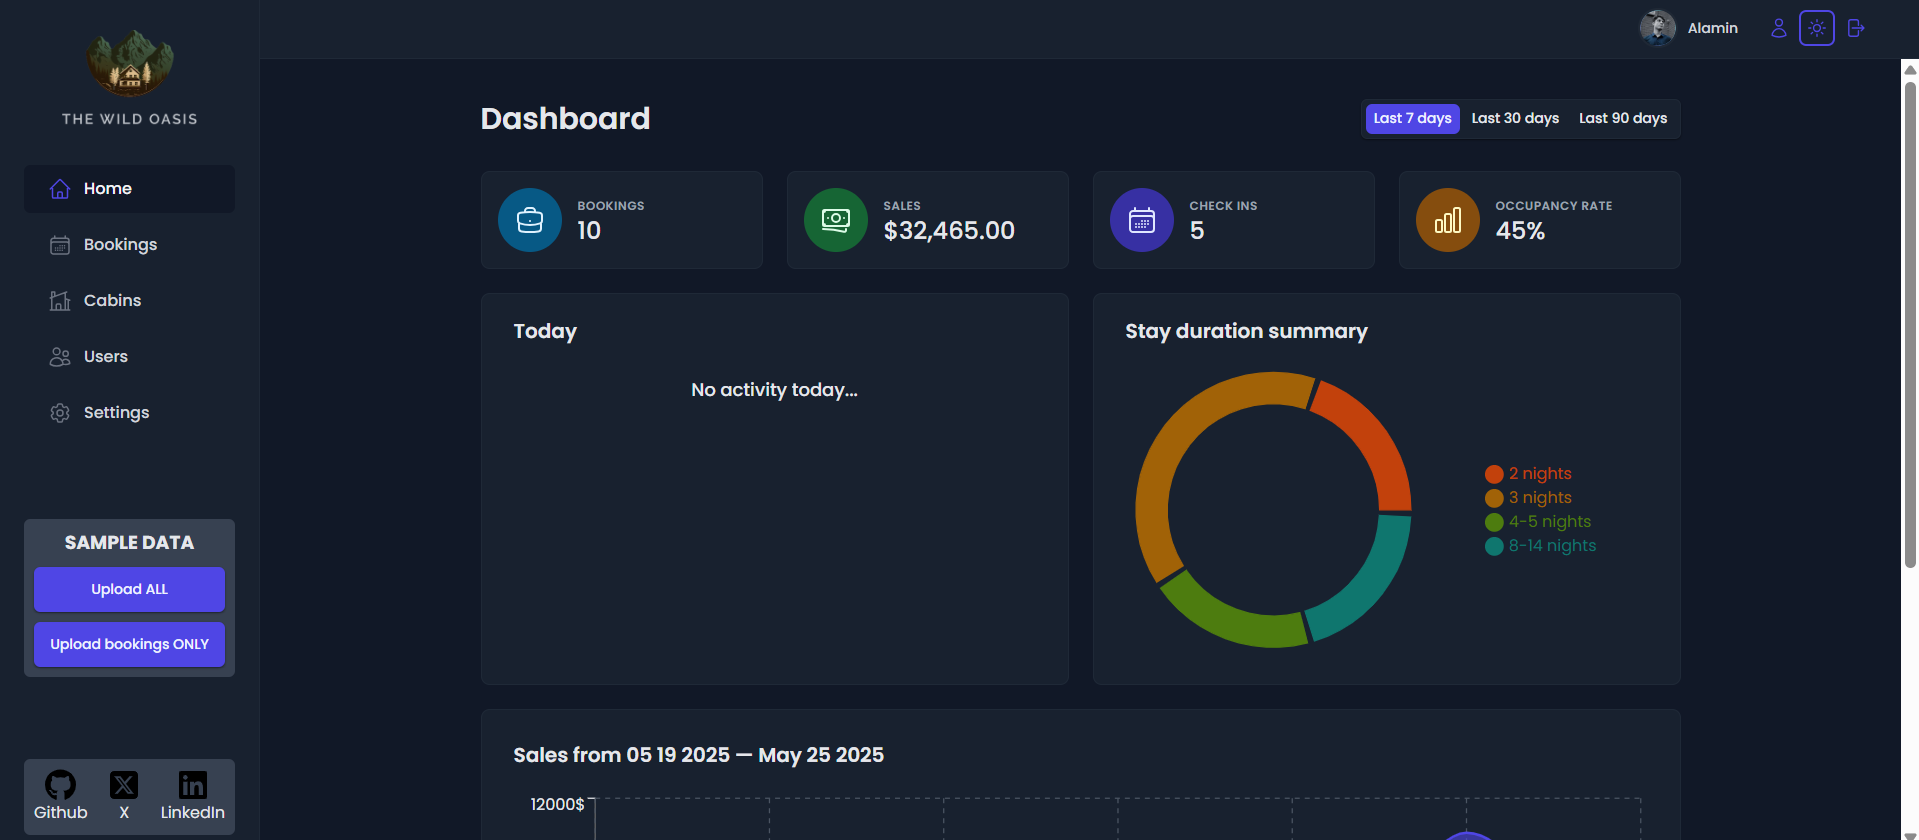 THE WILD OASIS
Home
Bookings
Cabins
Users
Settings
SAMPLE DATA
Upload ALL
Upload bookings ONLY
Github
X
LinkedIn
Alamin
Dashboard
Last 7 days
Last 30 days
Last 90 days
BOOKINGS
10
SALES
$32,465.00
CHECK INS
5
OCCUPANCY RATE
45%
Today
No activity today...
Stay duration summary
2 nights
3 nights
4-5 nights
8-14 nights
Sales from 05 19 2025 — May 25 2025
12000$